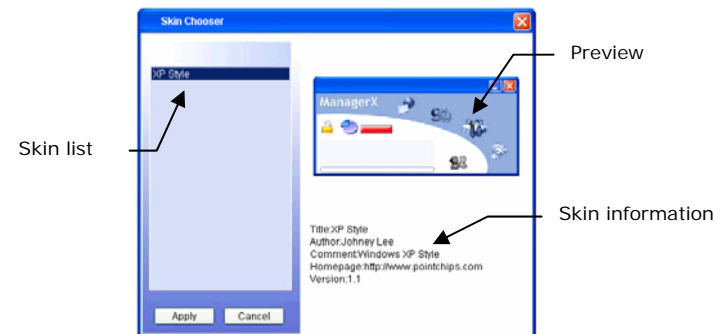 Skin Chooser
Preview
XP Style
ManagerX
Skin list
Skin information
Title:XP Style
Author:Johney Lee
Comment:Windows XP Style
Homepage:http://www.pointchips.com
Version:1.1
Apply
Cancel